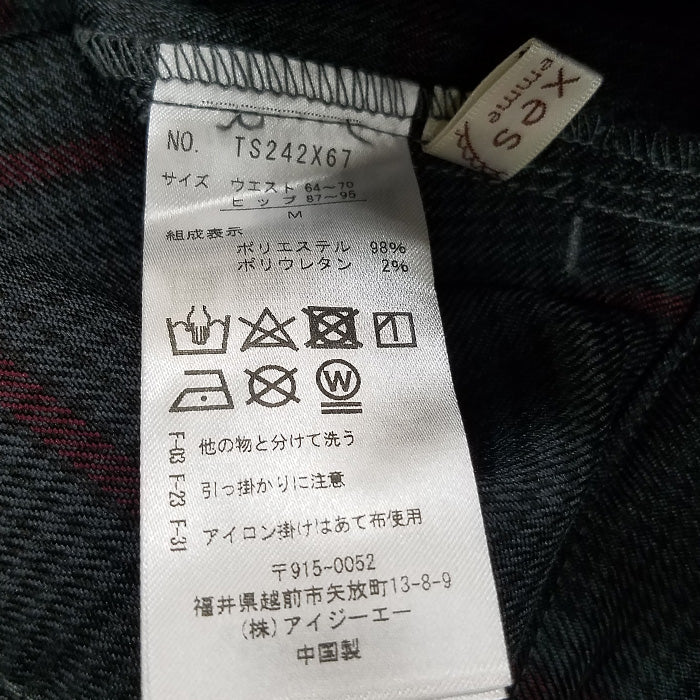 NO. TS242X67
サイズ ウエスト 64～70
ヒップ 87～95
M
組成表示
ポリエステル 98%
ポリウレタン 2%
W
F-03 他の物と分けて洗う
F-23 引っ掛かりに注意
F-31 アイロン掛けはあて布使用
〒915-0052
福井県越前市矢放町13-8-9
(株)アイジーエー
中国製
xes
emme